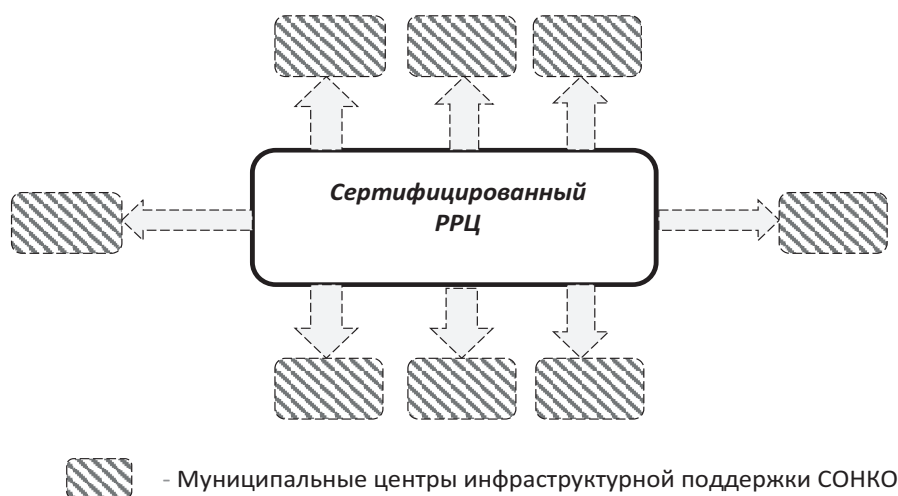 Сертифицированный
РРЦ
- Муниципальные центры инфраструктурной поддержки СОНКО